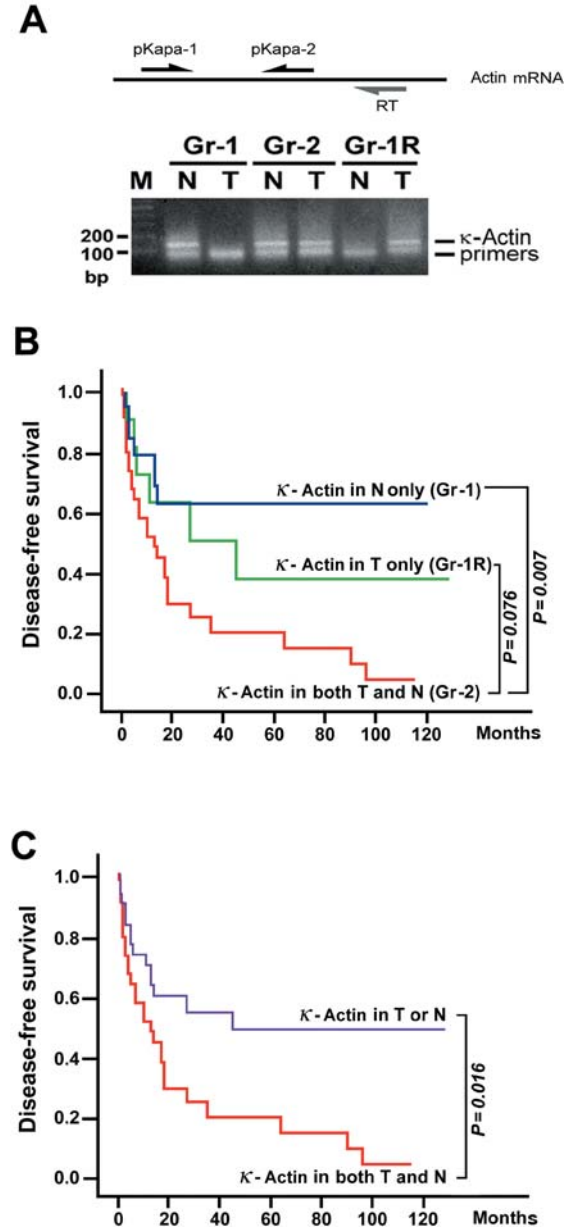 A
pKapa-1 pKapa-2
Actin mRNA
RT
Gr-1 Gr-2 Gr-1R
M N T N T N T
200
100
bp
κ-Actin
primers
B
Disease-free survival
1.0
0.8
0.6
0.4
0.2
0.0
κ- Actin in N only (Gr-1)
κ- Actin in T only (Gr-1R)
κ-Actin in both T and N (Gr-2)
P=0.076
P=0.007
0 20 40 60 80 100 120 Months
C
Disease-free survival
1.0
0.8
0.6
0.4
0.2
0.0
κ- Actin in T or N
κ-Actin in both T and N
P=0.016
0 20 40 60 80 100 120 Months